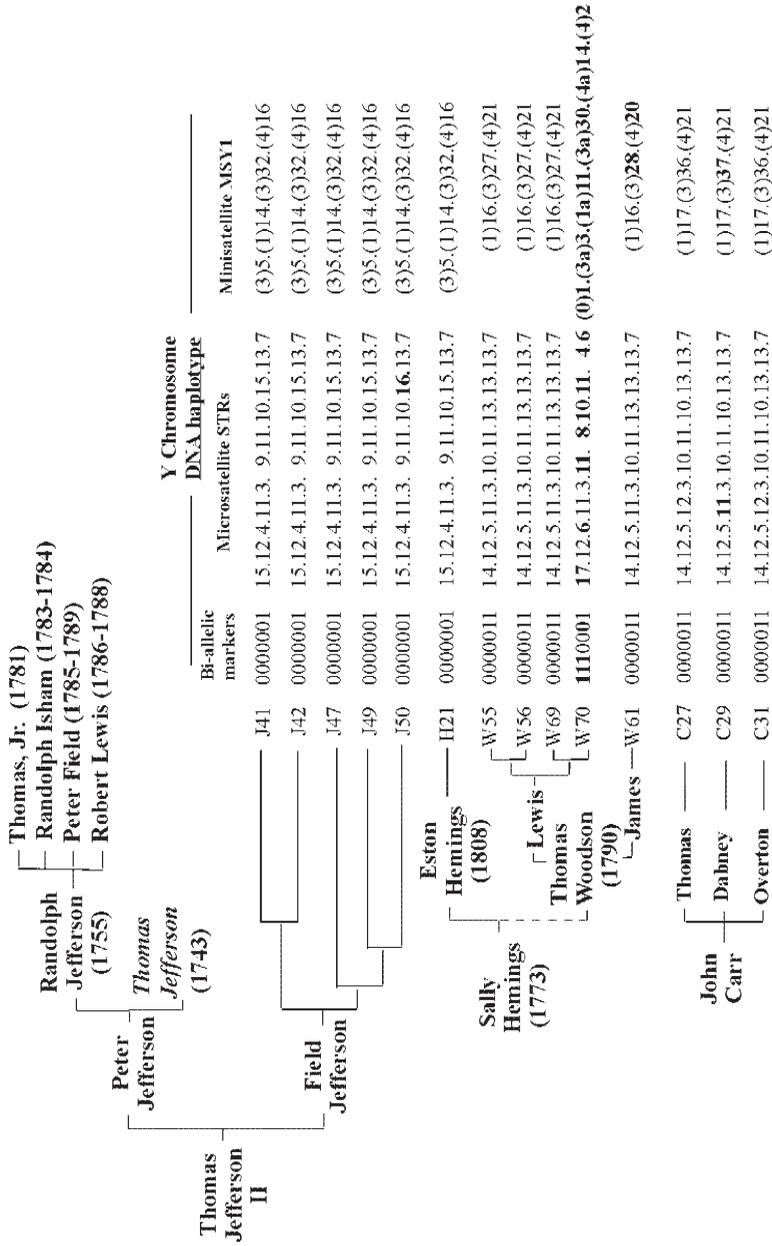 Thomas, Jr. (1781)
Randolph Isham (1783-1784)
Peter Field (1785-1789)
Robert Lewis (1786-1788)
Randolph
Jefferson
(1755)
Thomas
Jefferson
(1743)
Peter
Jefferson
Thomas
Jefferson
II
Field
Jefferson
Y Chromosome
DNA haplotype
Bi-allelic
markers
Microsatellite STRs
Minisatellite MSY1
J41 0000001 15.12.4.11.3. 9.11.10.15.13.7 (3)5.(1)14.(3)32.(4)16
J42 0000001 15.12.4.11.3. 9.11.10.15.13.7 (3)5.(1)14.(3)32.(4)16
J47 0000001 15.12.4.11.3. 9.11.10.15.13.7 (3)5.(1)14.(3)32.(4)16
J49 0000001 15.12.4.11.3. 9.11.10.15.13.7 (3)5.(1)14.(3)32.(4)16
J50 0000001 15.12.4.11.3. 9.11.10.16.13.7 (3)5.(1)14.(3)32.(4)16
Eston
Hemings
(1808)
H21 0000001 15.12.4.11.3. 9.11.10.15.13.7 (3)5.(1)14.(3)32.(4)16
Sally
Hemings
(1773)
Lewis
Thomas
Woodson
(1790)
James
W55 0000011 14.12.5.11.3.10.11.13.13.13.7 (1)16.(3)27.(4)21
W56 0000011 14.12.5.11.3.10.11.13.13.13.7 (1)16.(3)27.(4)21
W69 0000011 14.12.5.11.3.10.11.13.13.13.7 (1)16.(3)27.(4)21
W70 1110001 17.12.6.11.3.11. 8.10.11. 4.6 (0)1.(3a)3.(1a)11.(3a)30.(4a)14.(4)2
W61 0000011 14.12.5.11.3.10.11.13.13.13.7 (1)16.(3)28.(4)20
John
Carr
Thomas C27 0000011 14.12.5.12.3.10.11.10.13.13.7 (1)17.(3)36.(4)21
Dabney C29 0000011 14.12.5.11.3.10.11.10.13.13.7 (1)17.(3)37.(4)21
Overton C31 0000011 14.12.5.12.3.10.11.10.13.13.7 (1)17.(3)36.(4)21